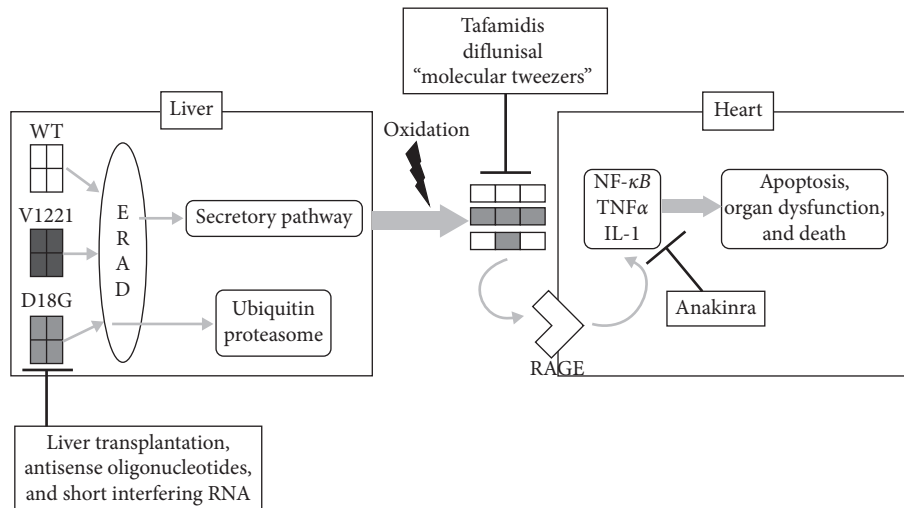 Tafamidis
diflunisal
“molecular tweezers”
Liver
Heart
WT
Oxidation
V1221
E
R
A
D
Secretory pathway
NF-κB
TNFα
IL-1
Apoptosis,
organ dysfunction,
and death
D18G
Ubiquitin
proteasome
Anakinra
RAGE
Liver transplantation,
antisense oligonucleotides,
and short interfering RNA